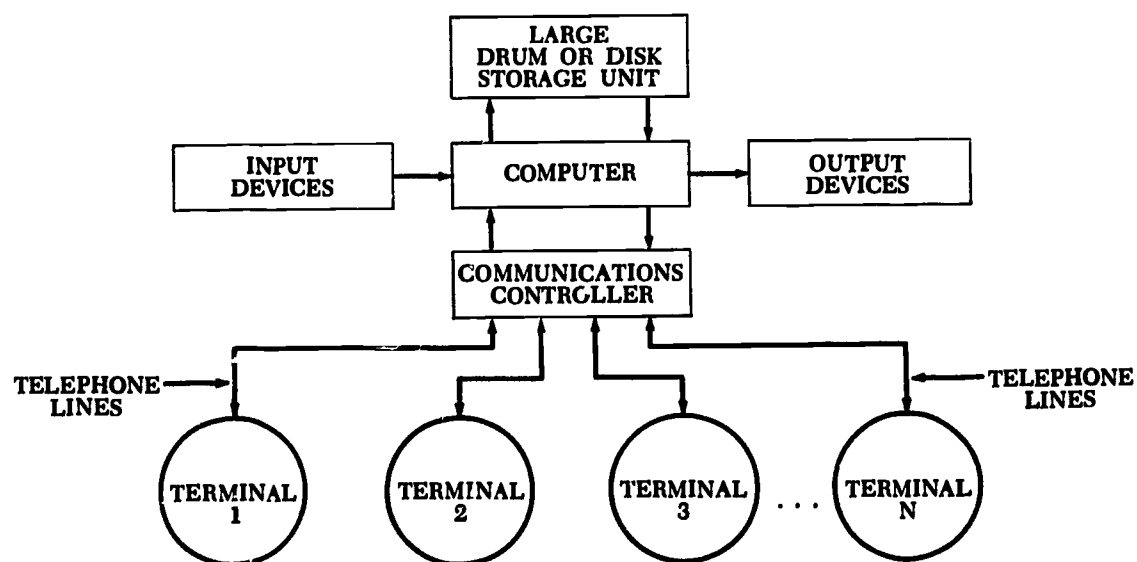 LARGE
DRUM OR DISK
STORAGE UNIT
INPUT
DEVICES
COMPUTER
OUTPUT
DEVICES
COMMUNICATIONS
CONTROLLER
TELEPHONE
LINES
TELEPHONE
LINES
TERMINAL
1
TERMINAL
2
TERMINAL
3
. . .
TERMINAL
N